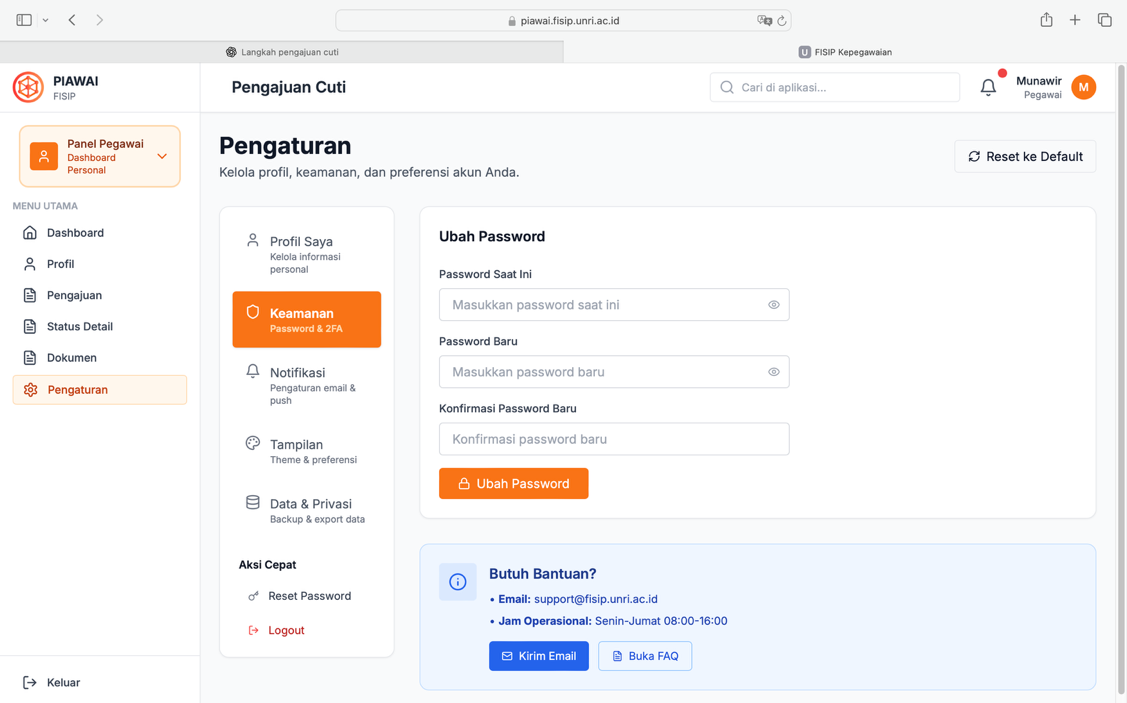 piawai.fisip.unri.ac.id
Langkah pengajuan cuti
U FISIP Kepegawaian
PIAWAI
FISIP
Pengajuan Cuti
Cari di aplikasi...
Munawir
Pegawai
M
Panel Pegawai
Dashboard
Personal
MENU UTAMA
Dashboard
Profil
Pengajuan
Status Detail
Dokumen
Pengaturan
Keluar
Pengaturan
Kelola profil, keamanan, dan preferensi akun Anda.
Reset ke Default
Profil Saya
Kelola informasi
personal
Keamanan
Password & 2FA
Notifikasi
Pengaturan email &
push
Tampilan
Theme & preferensi
Data & Privasi
Backup & export data
Aksi Cepat
Reset Password
Logout
Ubah Password
Password Saat Ini
Masukkan password saat ini
Password Baru
Masukkan password baru
Konfirmasi Password Baru
Konfirmasi password baru
Ubah Password
Butuh Bantuan?
• Email: support@fisip.unri.ac.id
• Jam Operasional: Senin-Jumat 08:00-16:00
Kirim Email
Buka FAQ